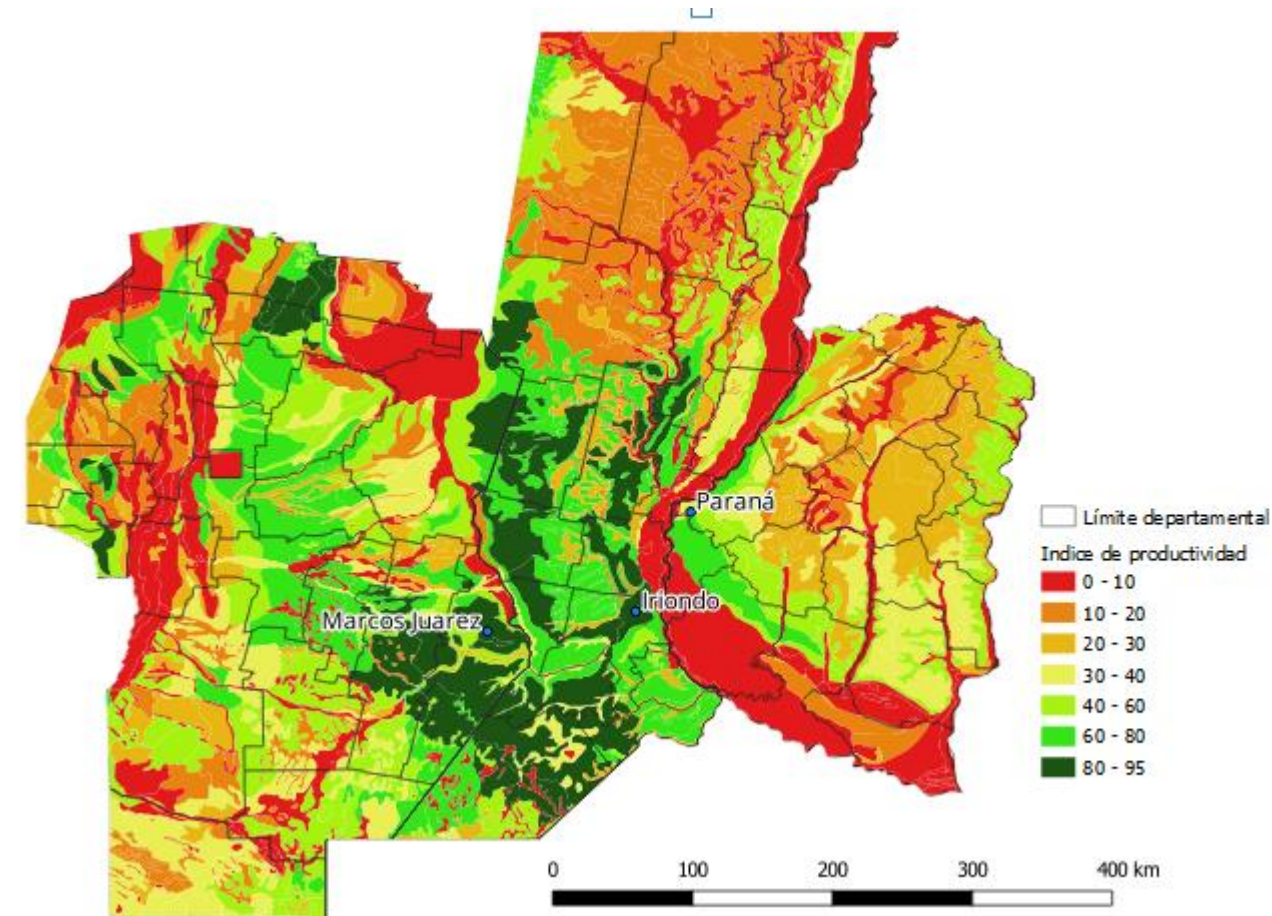 Paraná
Iriondo
Marcos Juarez
Límite departamental
Indice de productividad
0 - 10
10 - 20
20 - 30
30 - 40
40 - 60
60 - 80
80 - 95
0 100 200 300 400 km